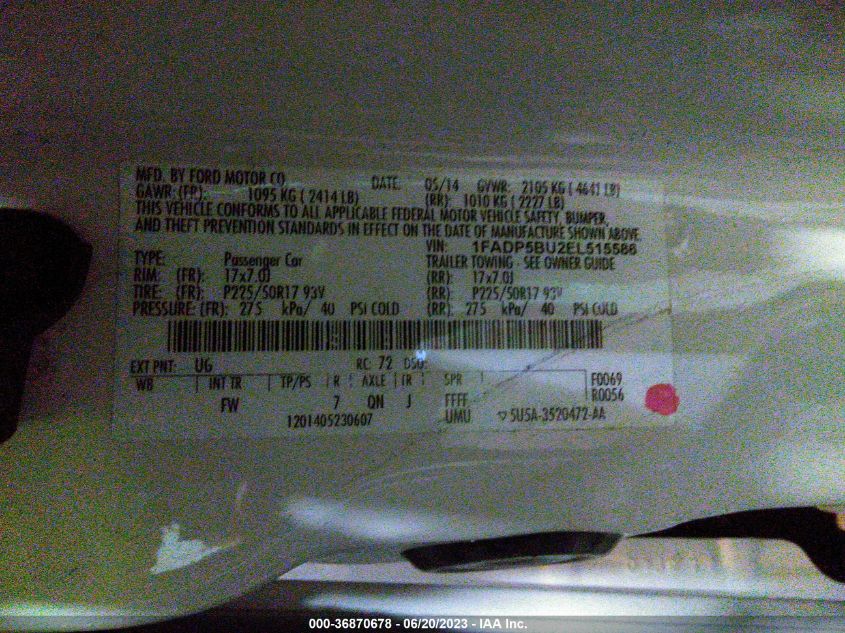 MFD. BY FORD MOTOR CO
DATE: 05/14 GVWR: 2105 KG ( 4641 LB)
GAWR: (FR): 1095 KG ( 2414 LB) (RR): 1010 KG ( 2227 LB)
THIS VEHICLE CONFORMS TO ALL APPLICABLE FEDERAL MOTOR VEHICLE SAFETY, BUMPER,
AND THEFT PREVENTION STANDARDS IN EFFECT ON THE DATE OF MANUFACTURE SHOWN ABOVE.
VIN: 1FADP5BU2EL515586
TYPE: Passenger Car TRAILER TOWING - SEE OWNER GUIDE
RIM: (FR): 17x7.0J (RR): 17x7.0J
TIRE: (FR): P225/50R17 93V (RR): P225/50R17 93V
PRESSURE: (FR): 275 kPa/ 40 PSI COLD (RR): 275 kPa/ 40 PSI COLD
EXT PNT: UG RC: 72 DSO:
WB INT TR TP/PS R AXLE TR SPR F0069
FW 7 QN J FFFF R0056
1201405230607 UMU 5U5A-3520472-AA
000-36870678 - 06/20/2023 - IAA Inc.